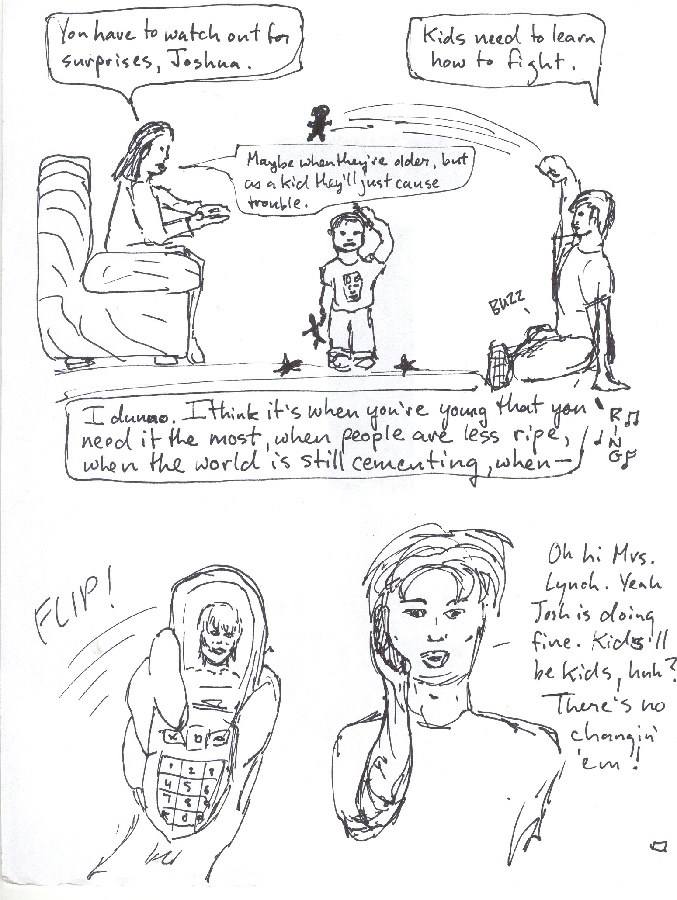 You have to watch out for
surprises, Joshua.
Kids need to learn
how to fight.
Maybe when they're older, but
as a kid they'll just cause
trouble.
BUZZ
I dunno. I think it's when you're young that you
need it the most, when people are less ripe,
when the world is still cementing, when—
RING
FLIP!
1 2 3
4 5 6
7 8 9
* 0 #
Oh hi Mrs.
Lynch. Yeah
Josh is doing
fine. Kids'll
be kids, huh?
There's no
changin'
'em!